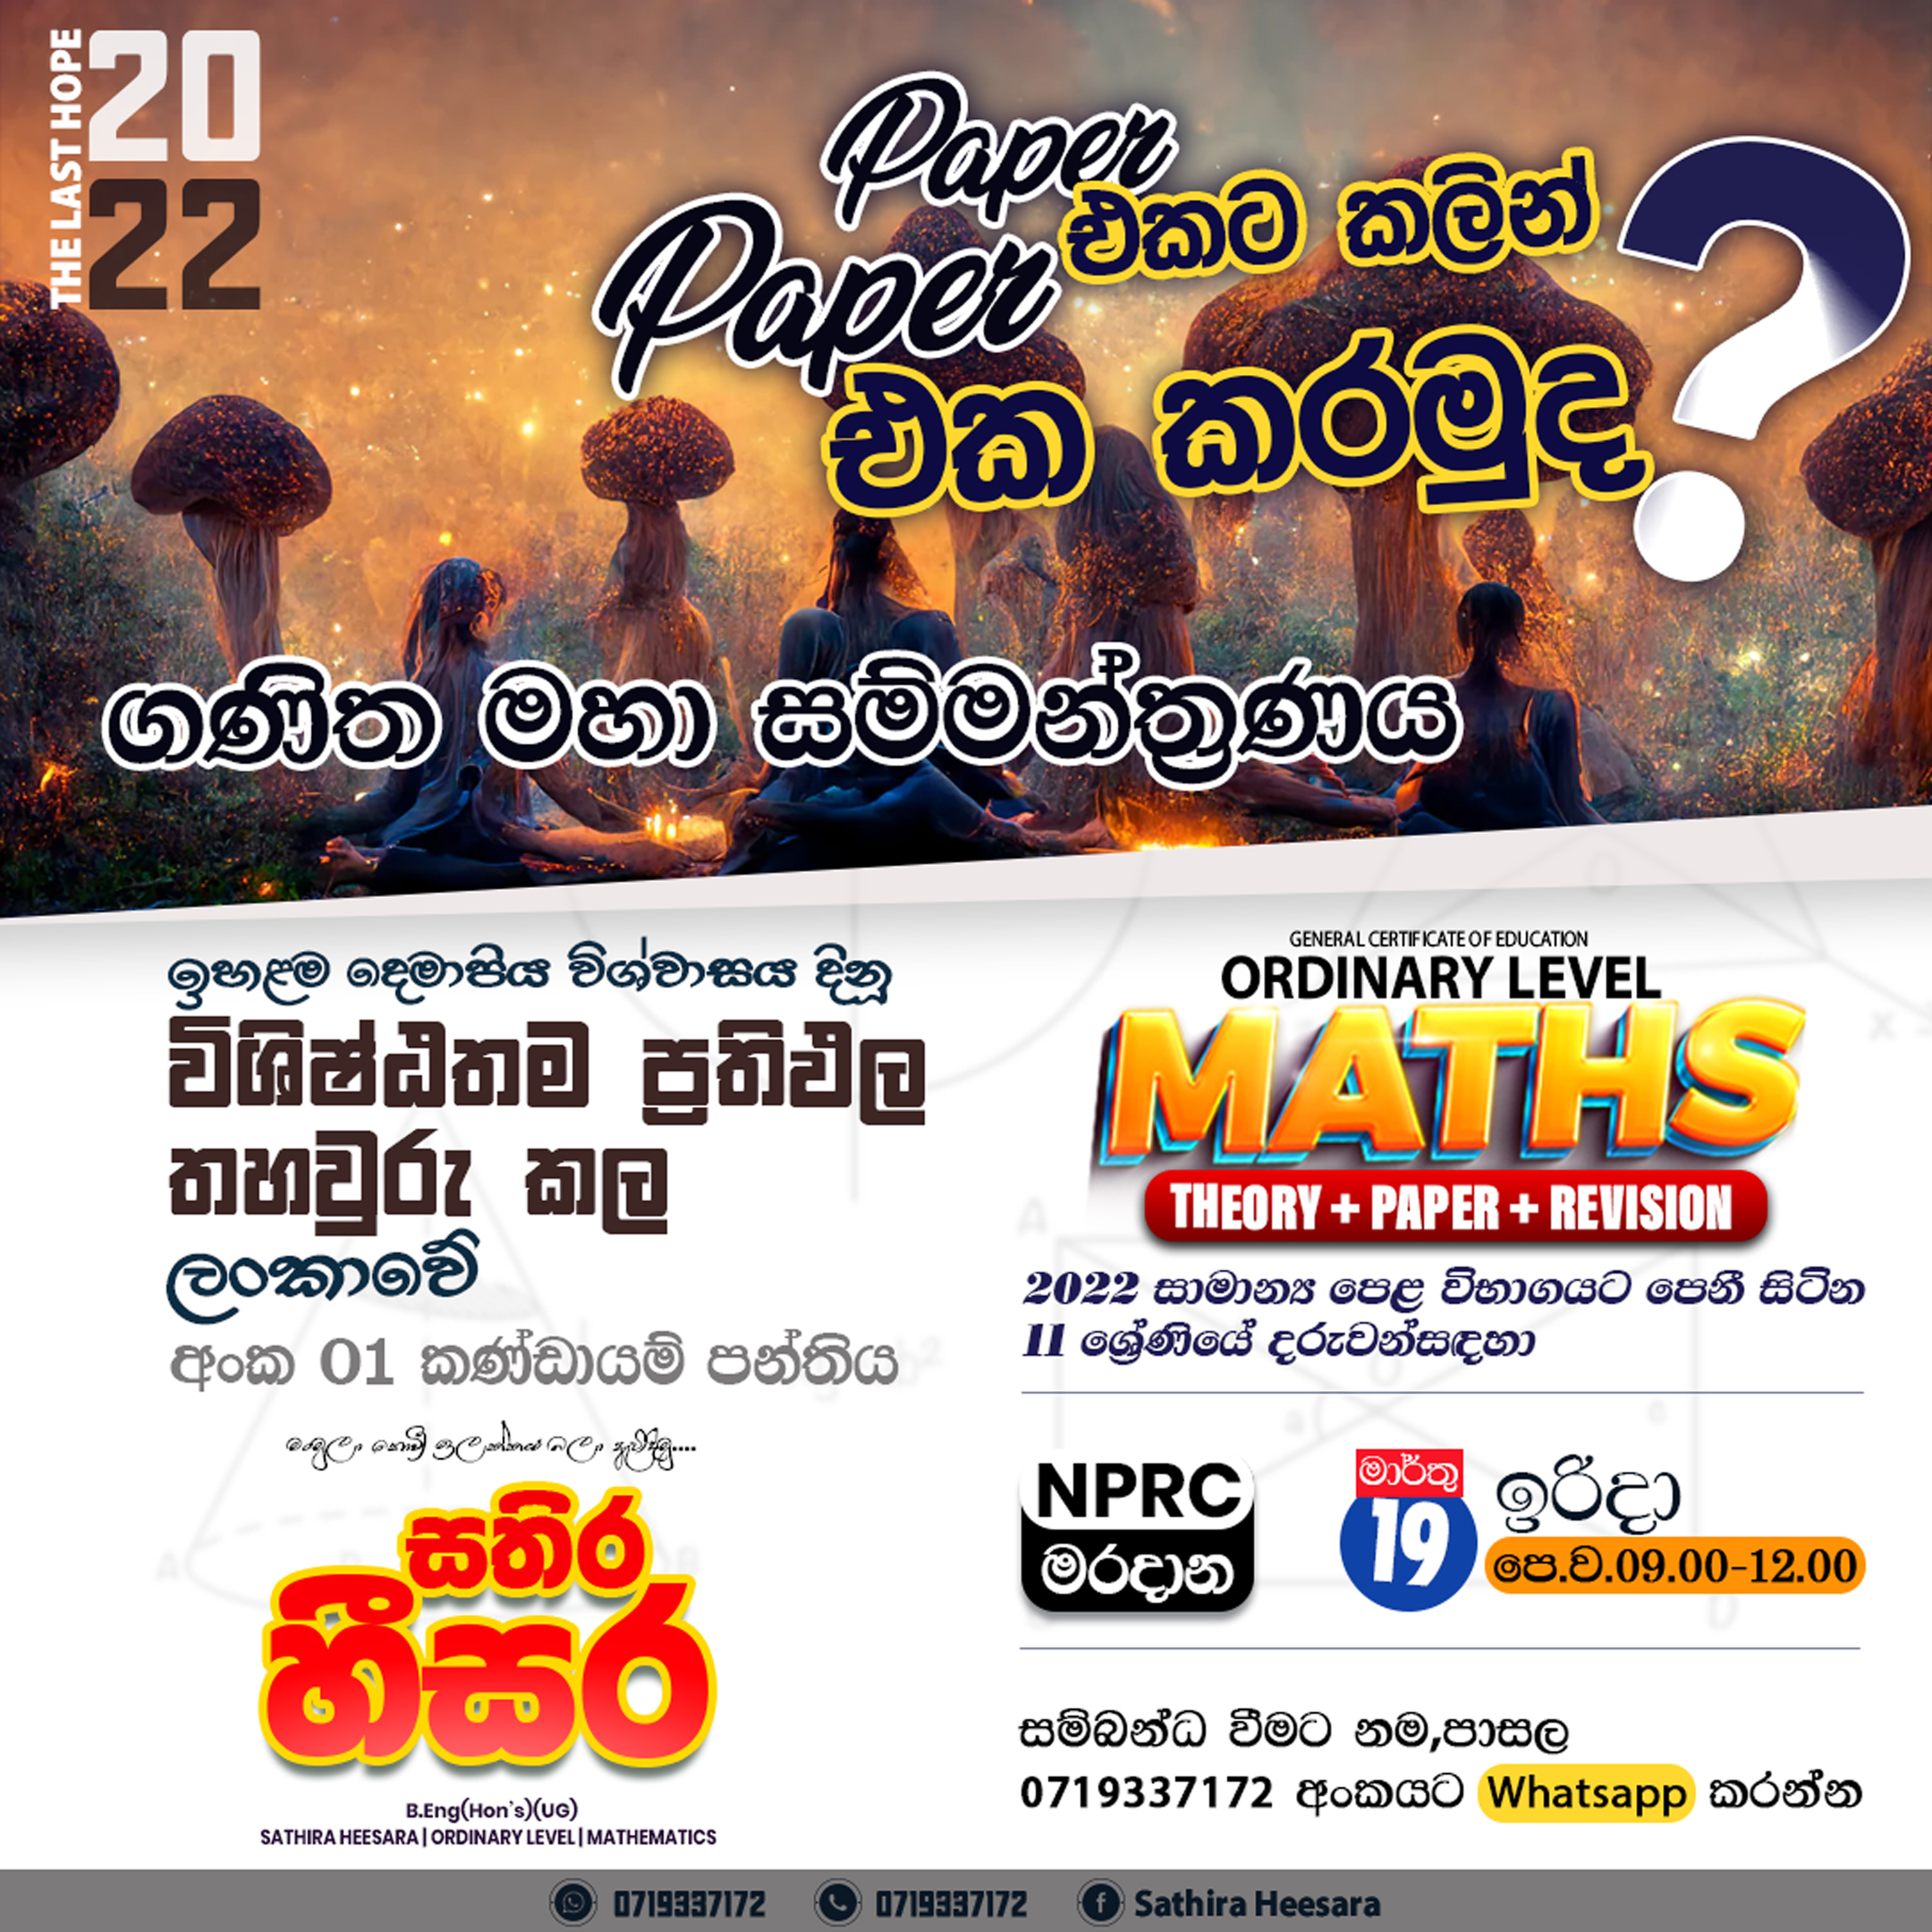 THE LAST HOPE
20
22
Paper එකට කලින්
Paper එක කරමුද?
ගණිත මහා සම්මන්ත්‍රණය
ඉහළම දෙමාපිය විශ්වාසය දිනූ
විශිෂ්ඨතම ප්‍රතිඵල
තහවුරු කල
ලංකාවේ
අංක 01 කණ්ඩායම් පන්තිය
සතිර
හීසර
B.Eng(Hon's)(UG)
SATHIRA HEESARA | ORDINARY LEVEL | MATHEMATICS
GENERAL CERTIFICATE OF EDUCATION
ORDINARY LEVEL
MATHS
THEORY + PAPER + REVISION
2022 සාමාන්‍ය පෙළ විභාගයට පෙනී සිටින
11 ශ්‍රේණියේ දරුවන්සඳහා
NPRC
මරදාන
මාර්තු
19
ඉරිදා
පෙ.ව.09.00-12.00
සම්බන්ධ වීමට නම,පාසල
0719337172 අංකයට Whatsapp කරන්න
0719337172 0719337172 Sathira Heesara